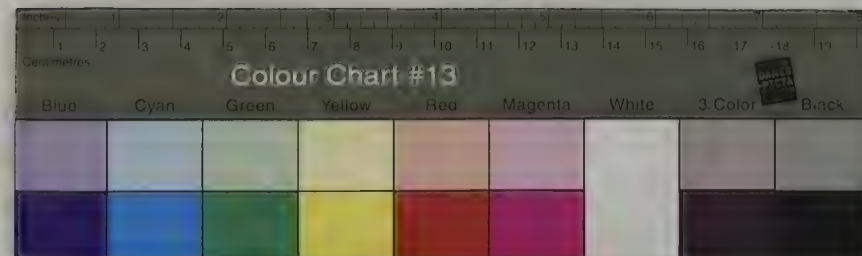 Inches 1 2 3 4 5 6 7
1 2 3 4 5 6 7 8 9 10 11 12 13 14 15 16 17 18 19
Centimetres
Colour Chart #13
Blue Cyan Green Yellow Red Magenta White 3.Color Black